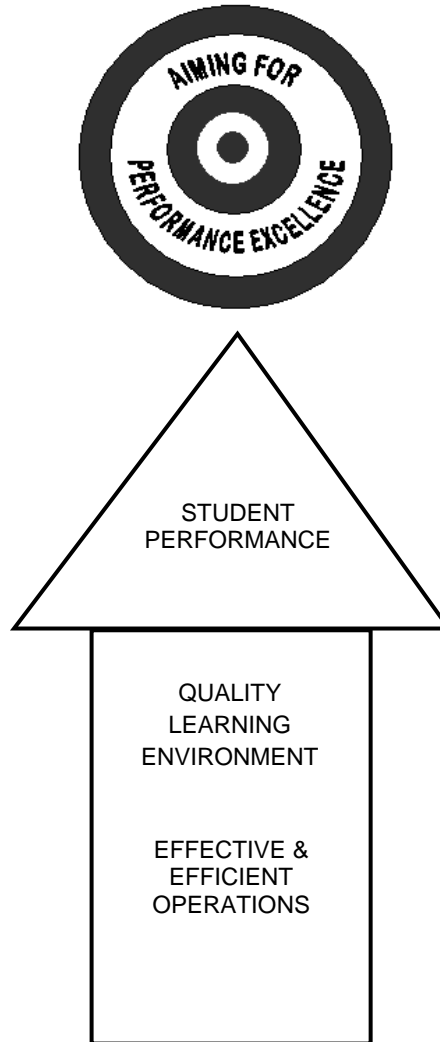 AIMING FOR
PERFORMANCE EXCELLENCE
STUDENT
PERFORMANCE
QUALITY
LEARNING
ENVIRONMENT
EFFECTIVE &
EFFICIENT
OPERATIONS